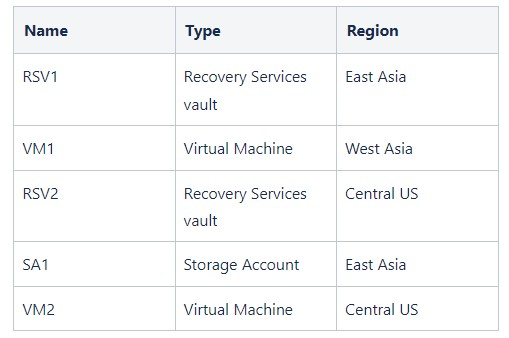 Name Type Region
RSV1 Recovery Services vault East Asia
VM1 Virtual Machine West Asia
RSV2 Recovery Services vault Central US
SA1 Storage Account East Asia
VM2 Virtual Machine Central US